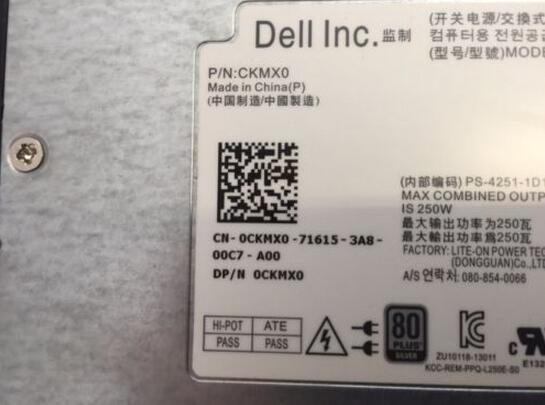 Dell Inc. 监制
(开关电源/交换式
컴퓨터용 전원공급
(型号/型號)MODE
P/N:CKMX0
Made in China(P)
(中国制造/中國製造)
CN- 0CKMX0 -71615 - 3A8 -
00C7 - A00
DP/N 0CKMX0
(内部编码) PS-4251-1D1
MAX COMBINED OUTP
IS 250W
最大输出功率为250瓦
最大輸出功率為250瓦
FACTORY: LITE-ON POWER TEC
(DONGGUAN)Co.,LTD
A/S 연락처: 080-854-0066
HI-POT ATE
PASS PASS
80
PLUS
SILVER
ZU10118-13011
KCC-REM-PPQ-L250E-S0
c
E132